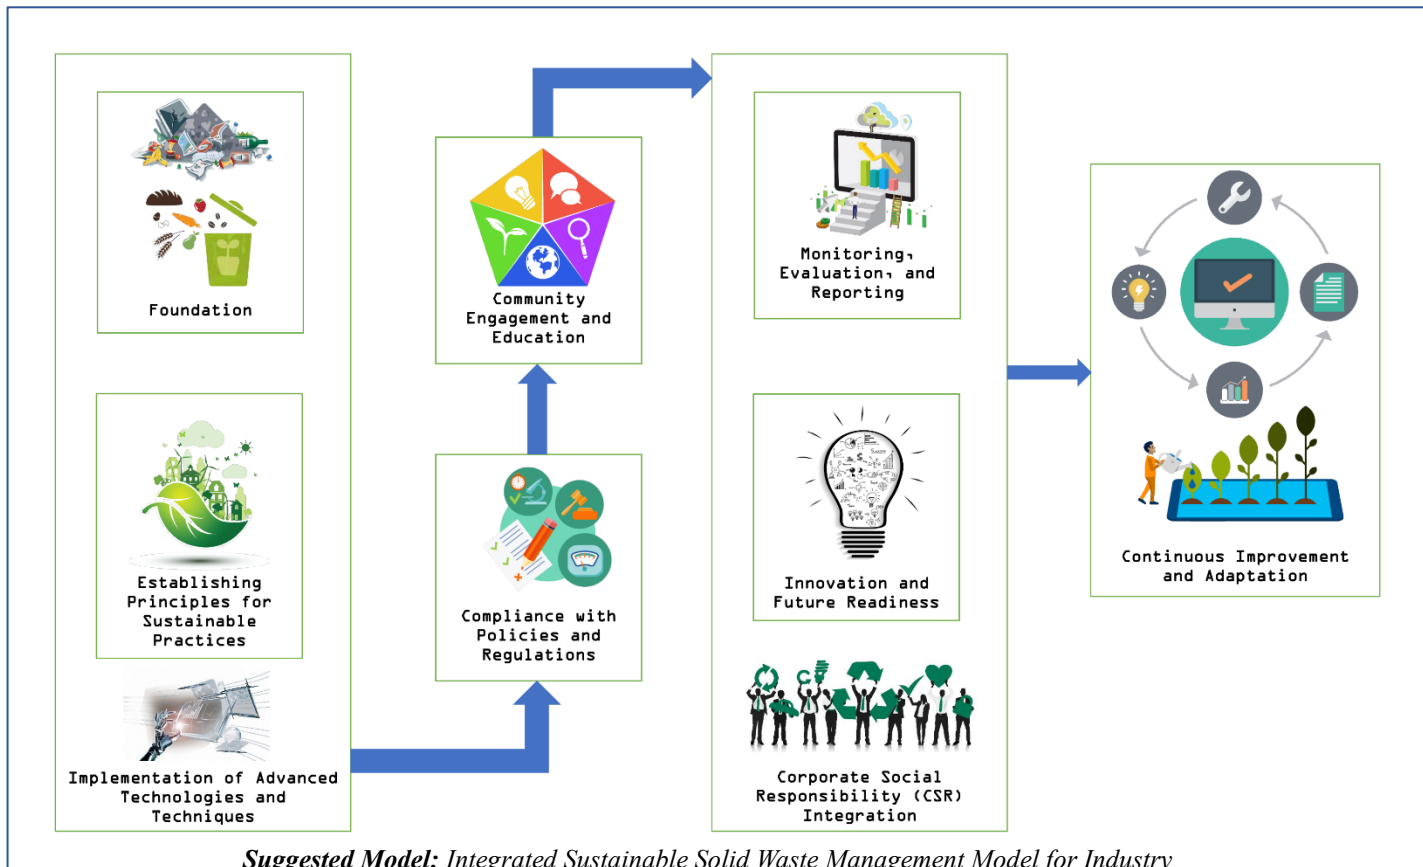 Foundation
Establishing
Principles for
Sustainable
Practices
Implementation of Advanced
Technologies and
Techniques
Community
Engagement and
Education
Compliance with
Policies and
Regulations
Monitoring,
Evaluation, and
Reporting
Innovation and
Future Readiness
Corporate Social
Responsibility (CSR)
Integration
Continuous Improvement
and Adaptation
Suggested Model: Integrated Sustainable Solid Waste Management Model for Industry